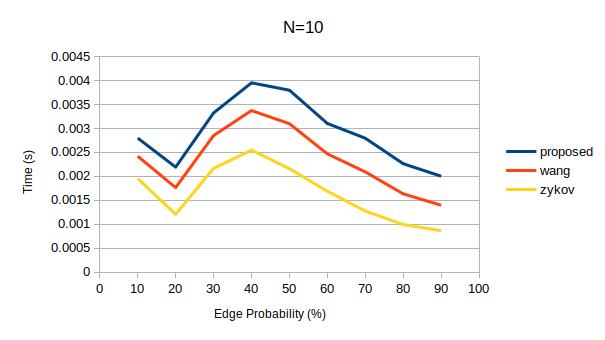 N=10
0.0045
0.004
0.0035
0.003
0.0025
0.002
0.0015
0.001
0.0005
0
Time (s)
0 10 20 30 40 50 60 70 80 90 100
Edge Probability (%)
proposed
wang
zykov